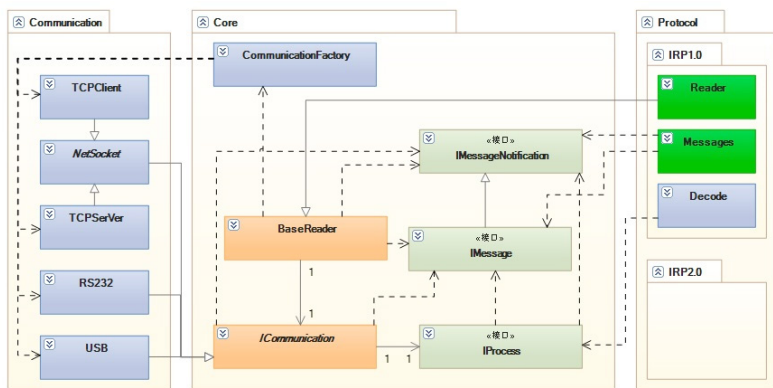 Communication
TCPClient
NetSocket
TCPSerVer
RS232
USB
Core
CommunicationFactory
«接口»
IMessageNotification
BaseReader
«接口»
IMessage
1
1
ICommunication
1
1
«接口»
IProcess
Protocol
IRP1.0
Reader
Messages
Decode
IRP2.0